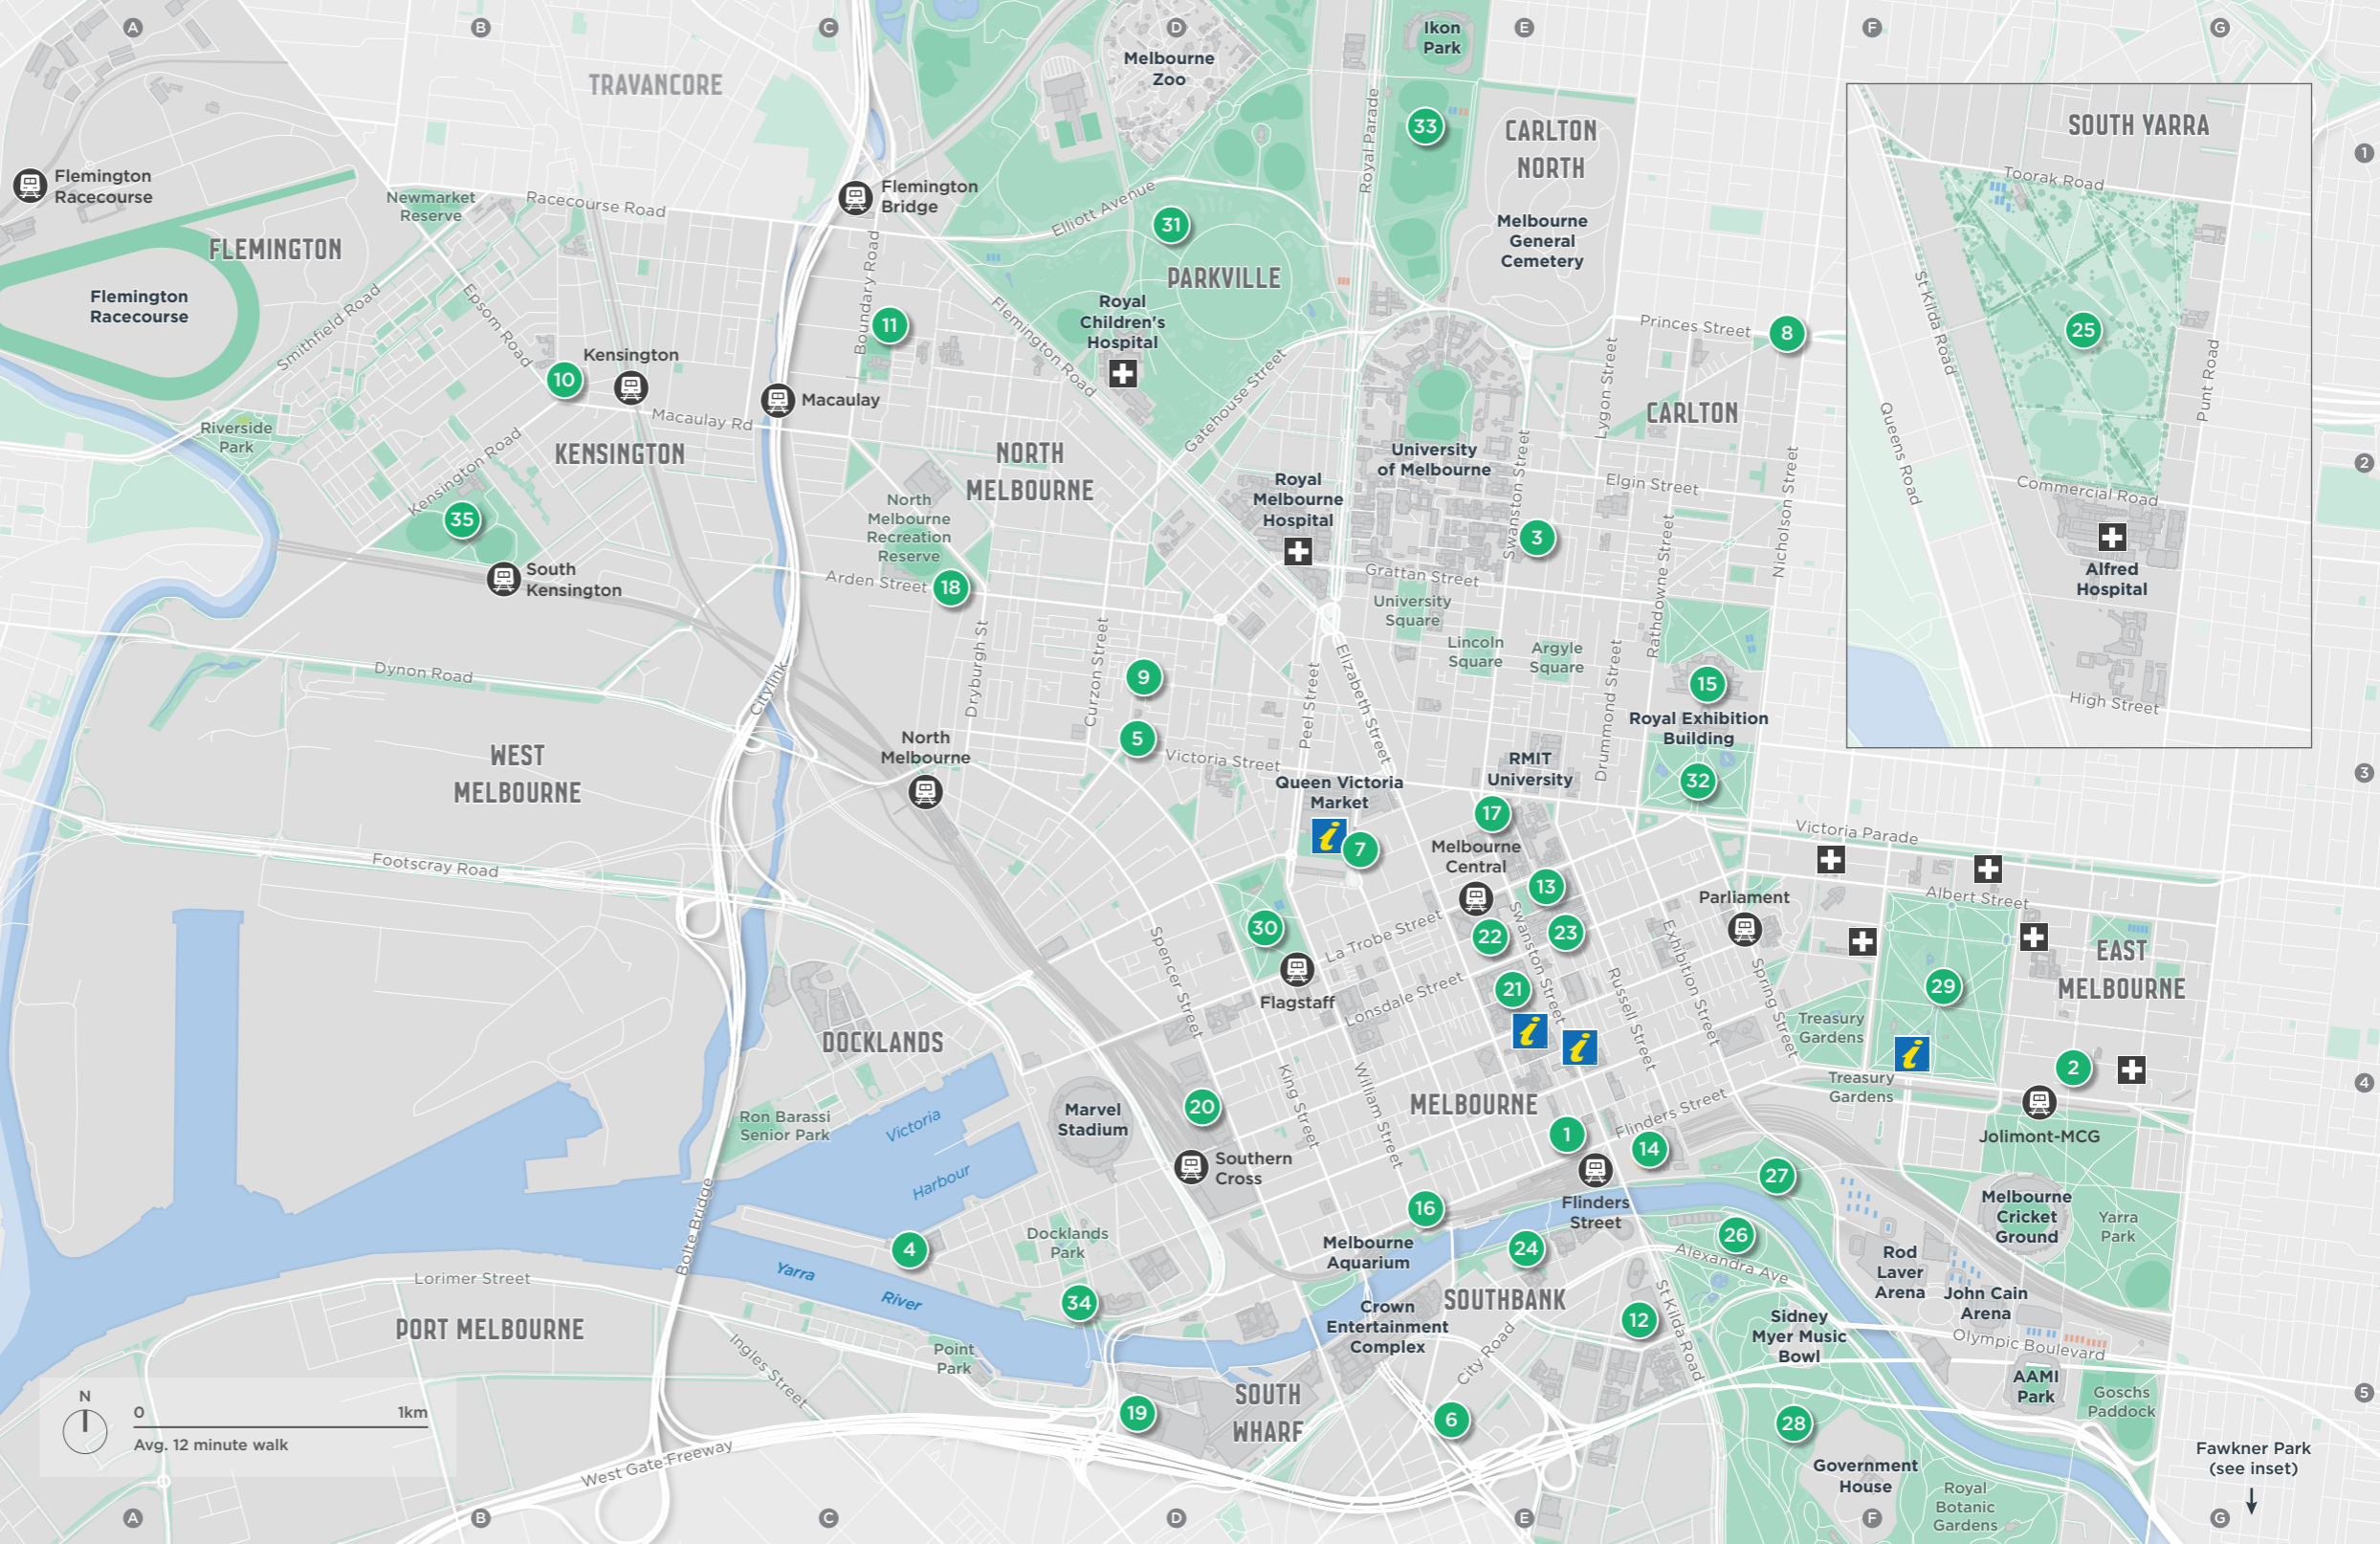 A
B
C
D
E
F
G
TRAVANCORE
Melbourne
Zoo
Ikon
Park
33
CARLTON
NORTH
Royal Parade
SOUTH YARRA
1
Flemington
Racecourse
Newmarket
Reserve
Racecourse Road
Flemington
Bridge
Elliott Avenue
31
Melbourne
General
Cemetery
Toorak Road
FLEMINGTON
Flemington
Racecourse
Smithfield Road
Epsom Road
Boundary Road
11
PARKVILLE
Royal
Children's
Hospital
Flemington Road
Gatehouse Street
Princes Street
8
St Kilda Road
25
Punt Road
10
Kensington
Macaulay
Macaulay Rd
Riverside
Park
Kensington Road
KENSINGTON
NORTH
MELBOURNE
University
of Melbourne
Swanston Street
Lygon Street
CARLTON
Queens Road
2
Elgin Street
Nicholson Street
Commercial Road
35
South
Kensington
North
Melbourne
Recreation
Reserve
Arden Street
18
Royal
Melbourne
Hospital
3
Grattan Street
Rathdowne Street
Alfred
Hospital
University
Square
Lincoln
Square
Argyle
Square
Dynon Road
Citylink
Dryburgh St
Curzon Street
9
5
Peel Street
Elizabeth Street
Drummond Street
15
Royal Exhibition
Building
High Street
WEST
MELBOURNE
North
Melbourne
Victoria Street
Queen Victoria
Market
RMIT
University
32
3
17
7
Melbourne
Central
Victoria Parade
Footscray Road
13
Parliament
Albert Street
30
Spencer Street
La Trobe Street
22
23
Swanston Street
Exhibition Street
EAST
MELBOURNE
Flagstaff
Lonsdale Street
21
Russell Street
Spring Street
29
Treasury
Gardens
DOCKLANDS
Ron Barassi
Senior Park
Victoria
Harbour
Marvel
Stadium
20
King Street
William Street
MELBOURNE
Flinders Street
Treasury
Gardens
2
4
Jolimont-MCG
1
14
Southern
Cross
27
Bolte Bridge
4
Docklands
Park
16
Flinders
Street
Melbourne
Aquarium
24
26
Alexandra Ave
Melbourne
Cricket
Ground
Yarra
Park
Rod
Laver
Arena
John Cain
Arena
Lorimer Street
Yarra
River
34
Crown
Entertainment
Complex
SOUTHBANK
12
St Kilda Road
Sidney
Myer Music
Bowl
Olympic Boulevard
PORT MELBOURNE
Ingles Street
Point
Park
City Road
AAMI
Park
Goschs
Paddock
5
N
0
1km
Avg. 12 minute walk
19
SOUTH
WHARF
6
28
West Gate Freeway
Government
House
Fawkner Park
(see inset)
Royal
Botanic
Gardens
A
B
C
D
E
F
G
i
i
i
i